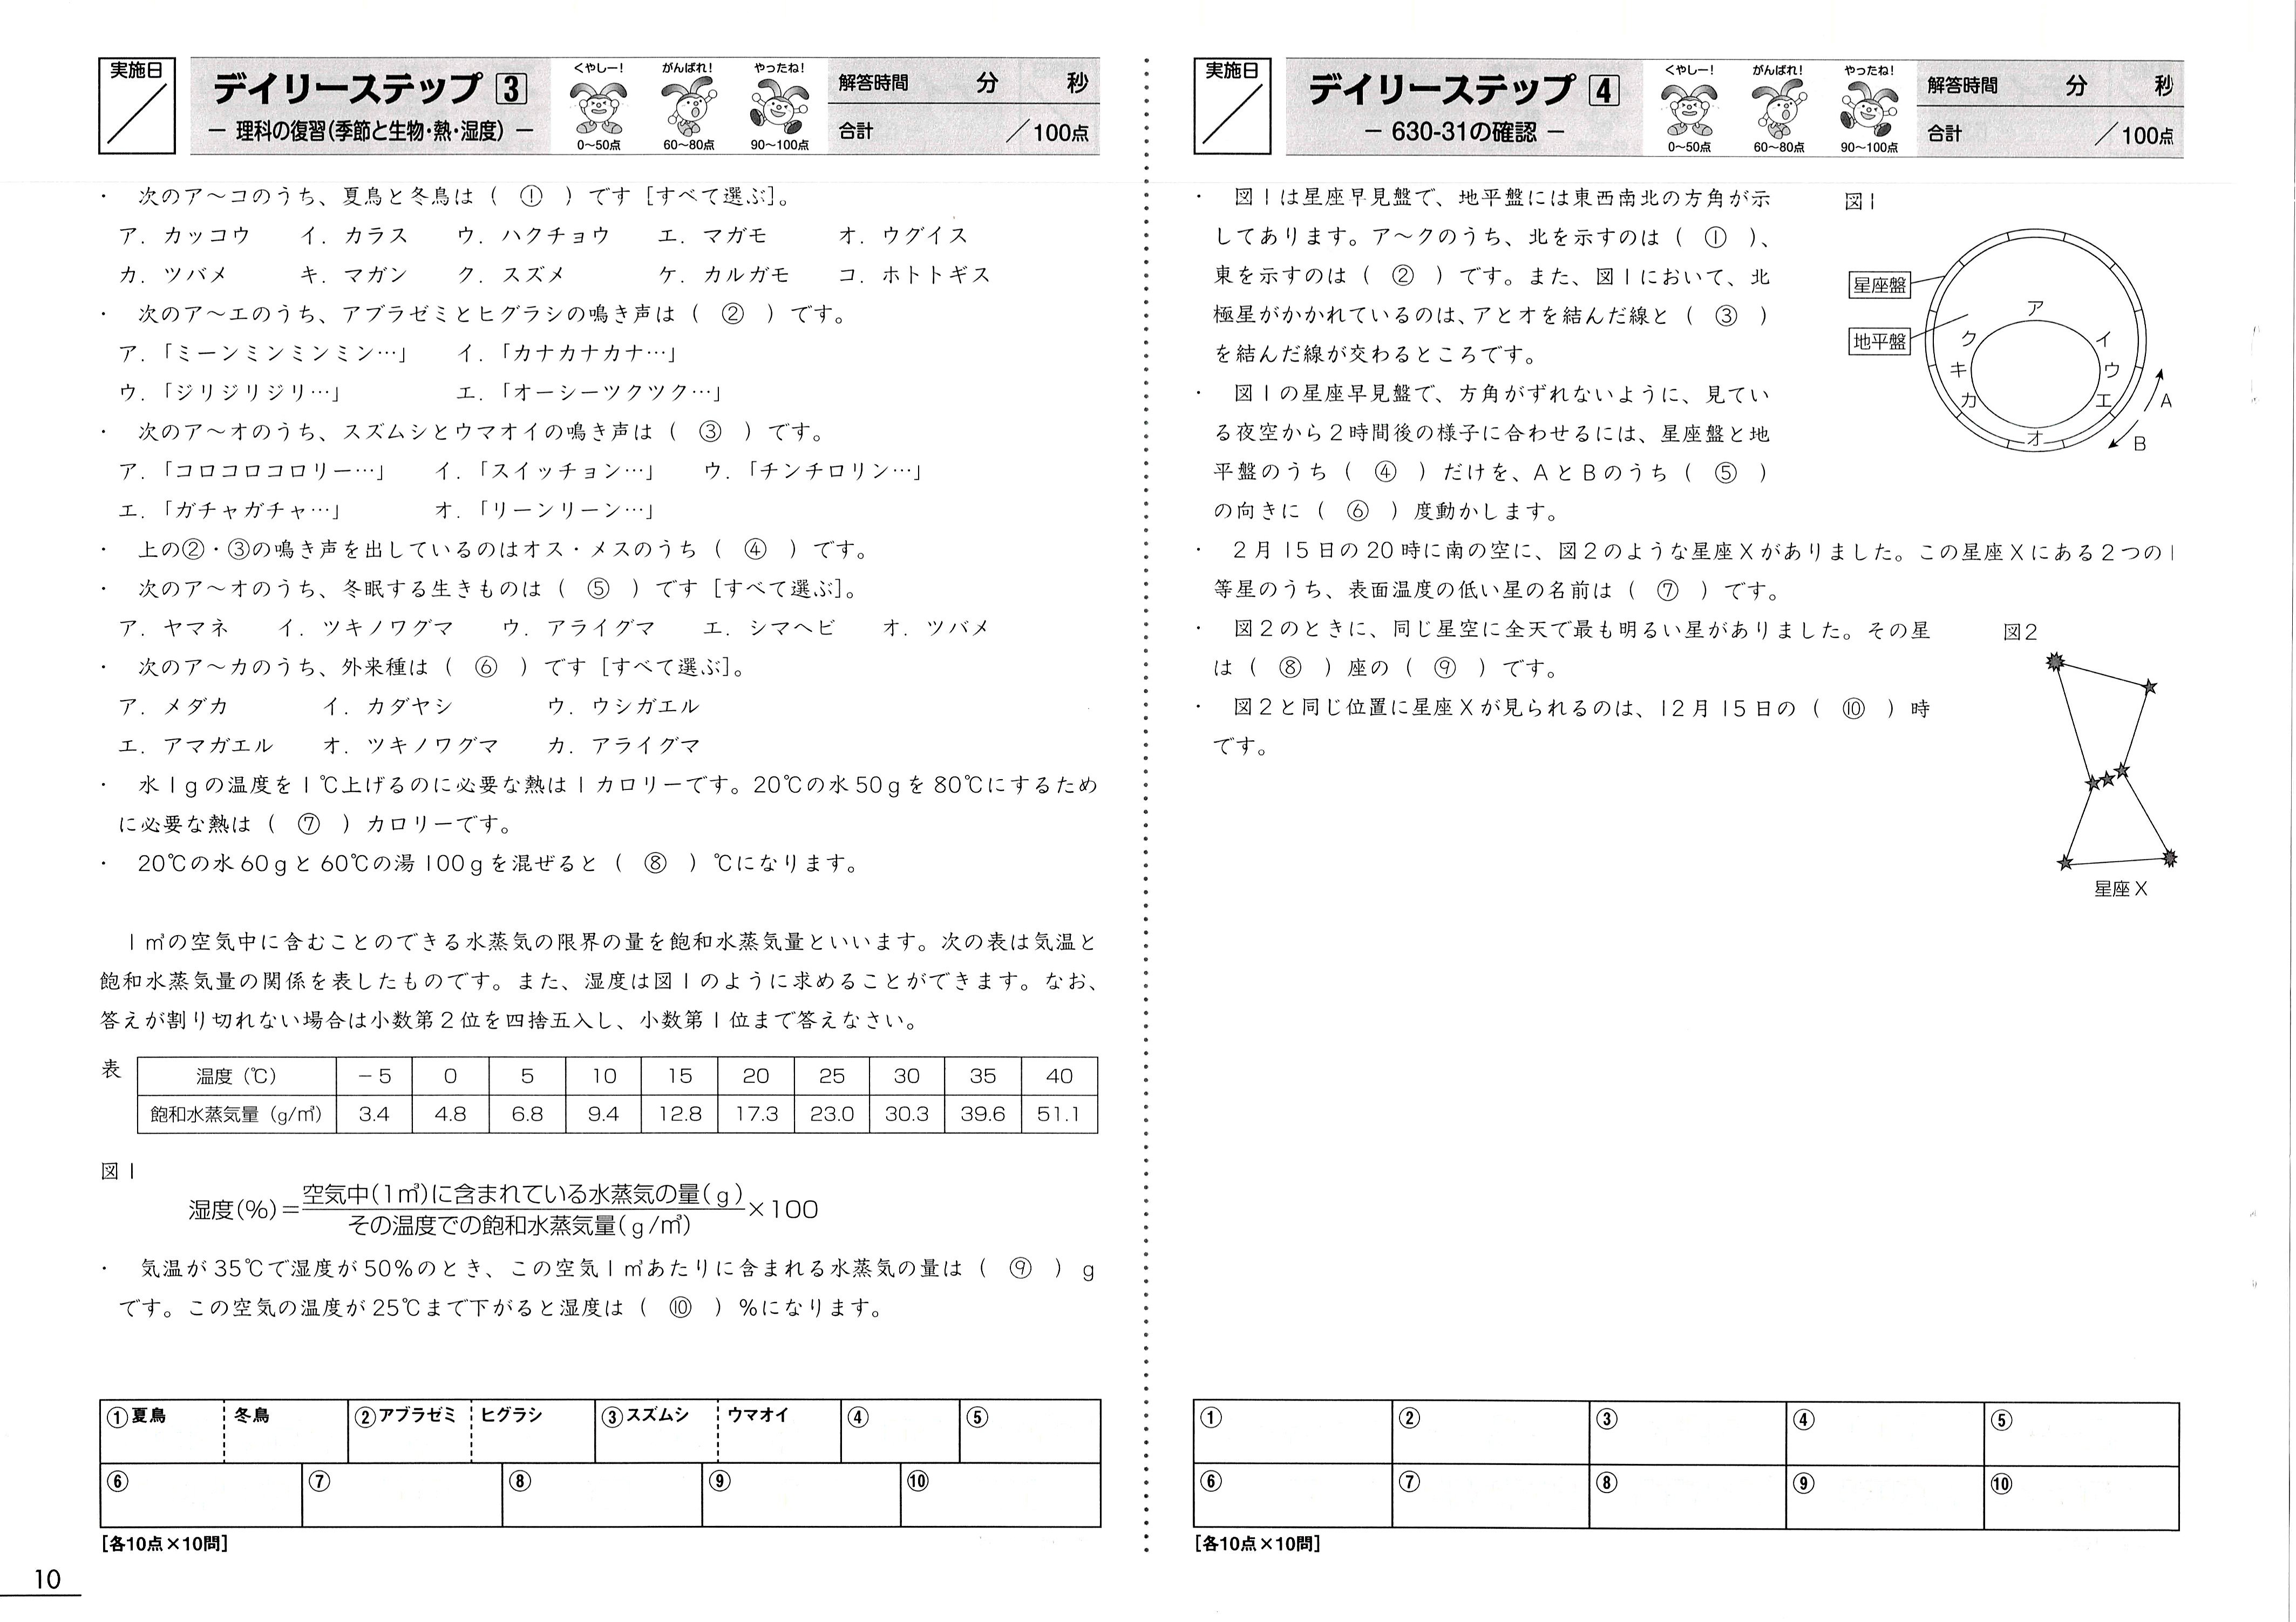 実施日
デイリーステップ 3
― 理科の復習(季節と生物・熱・湿度) ―
くやしー!
0～50点
がんばれ!
60～80点
やったね!
90～100点
解答時間 分 秒
合計 ／100点
・ 次のア～コのうち、夏鳥と冬鳥は（ ① ）です［すべて選ぶ］。
ア．カッコウ イ．カラス ウ．ハクチョウ エ．マガモ オ．ウグイス
カ．ツバメ キ．マガン ク．スズメ ケ．カルガモ コ．ホトトギス
・ 次のア～エのうち、アブラゼミとヒグラシの鳴き声は（ ② ）です。
ア．「ミーンミンミンミン…」 イ．「カナカナカナ…」
ウ．「ジリジリジリ…」 エ．「オーシーツクツク…」
・ 次のア～オのうち、スズムシとウマオイの鳴き声は（ ③ ）です。
ア．「コロコロコロリー…」 イ．「スイッチョン…」 ウ．「チンチロリン…」
エ．「ガチャガチャ…」 オ．「リーンリーン…」
・ 上の②・③の鳴き声を出しているのはオス・メスのうち（ ④ ）です。
・ 次のア～オのうち、冬眠する生きものは（ ⑤ ）です［すべて選ぶ］。
ア．ヤマネ イ．ツキノワグマ ウ．アライグマ エ．シマヘビ オ．ツバメ
・ 次のア～カのうち、外来種は（ ⑥ ）です［すべて選ぶ］。
ア．メダカ イ．カダヤシ ウ．ウシガエル
エ．アマガエル オ．ツキノワグマ カ．アライグマ
・ 水1gの温度を1℃上げるのに必要な熱は1カロリーです。20℃の水50gを80℃にするため
に必要な熱は（ ⑦ ）カロリーです。
・ 20℃の水60gと60℃の湯100gを混ぜると（ ⑧ ）℃になります。
1㎥の空気中に含むことのできる水蒸気の限界の量を飽和水蒸気量といいます。次の表は気温と
飽和水蒸気量の関係を表したものです。また、湿度は図1のように求めることができます。なお、
答えが割り切れない場合は小数第2位を四捨五入し、小数第1位まで答えなさい。
表
温度（℃） －5 0 5 10 15 20 25 30 35 40
飽和水蒸気量（g/㎥） 3.4 4.8 6.8 9.4 12.8 17.3 23.0 30.3 39.6 51.1
図1
空気中(1㎥)に含まれている水蒸気の量(g)
湿度(%)＝ ×100
その温度での飽和水蒸気量(g/㎥)
・ 気温が35℃で湿度が50%のとき、この空気1㎥あたりに含まれる水蒸気の量は（ ⑨ ）g
です。この空気の温度が25℃まで下がると湿度は（ ⑩ ）%になります。
①夏鳥 冬鳥 ②アブラゼミ ヒグラシ ③スズムシ ウマオイ ④ ⑤
⑥ ⑦ ⑧ ⑨ ⑩
［各10点×10問］
10
実施日
デイリーステップ 4
― 630-31の確認 ―
くやしー!
0～50点
がんばれ!
60～80点
やったね!
90～100点
解答時間 分 秒
合計 ／100点
・ 図1は星座早見盤で、地平盤には東西南北の方角が示
してあります。ア～クのうち、北を示すのは（ ① ）、
東を示すのは（ ② ）です。また、図1において、北
極星がかかれているのは、アとオを結んだ線と（ ③ ）
を結んだ線が交わるところです。
・ 図1の星座早見盤で、方角がずれないように、見てい
る夜空から2時間後の様子に合わせるには、星座盤と地
平盤のうち（ ④ ）だけを、AとBのうち（ ⑤ ）
の向きに（ ⑥ ）度動かします。
図1
星座盤
地平盤
ア
イ
ウ
エ
オ
カ
キ
ク
A
B
・ 2月15日の20時に南の空に、図2のような星座Xがありました。この星座Xにある2つの1
等星のうち、表面温度の低い星の名前は（ ⑦ ）です。
・ 図2のときに、同じ星空に全天で最も明るい星がありました。その星
は（ ⑧ ）座の（ ⑨ ）です。
・ 図2と同じ位置に星座Xが見られるのは、12月15日の（ ⑩ ）時
です。
図2
星座X
① ② ③ ④ ⑤
⑥ ⑦ ⑧ ⑨ ⑩
［各10点×10問］